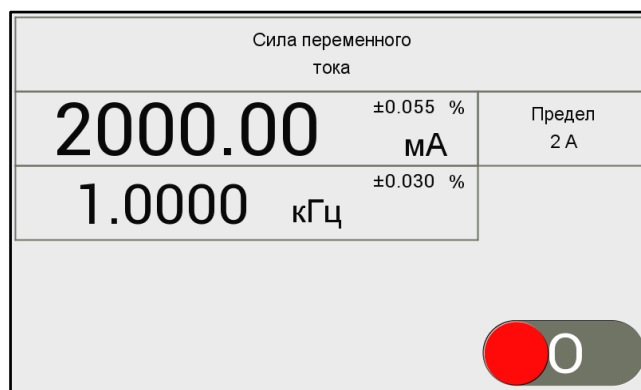 Сила переменного
тока
2000.00 ±0.055 % мА
Предел
2 А
1.0000 кГц ±0.030 %
O